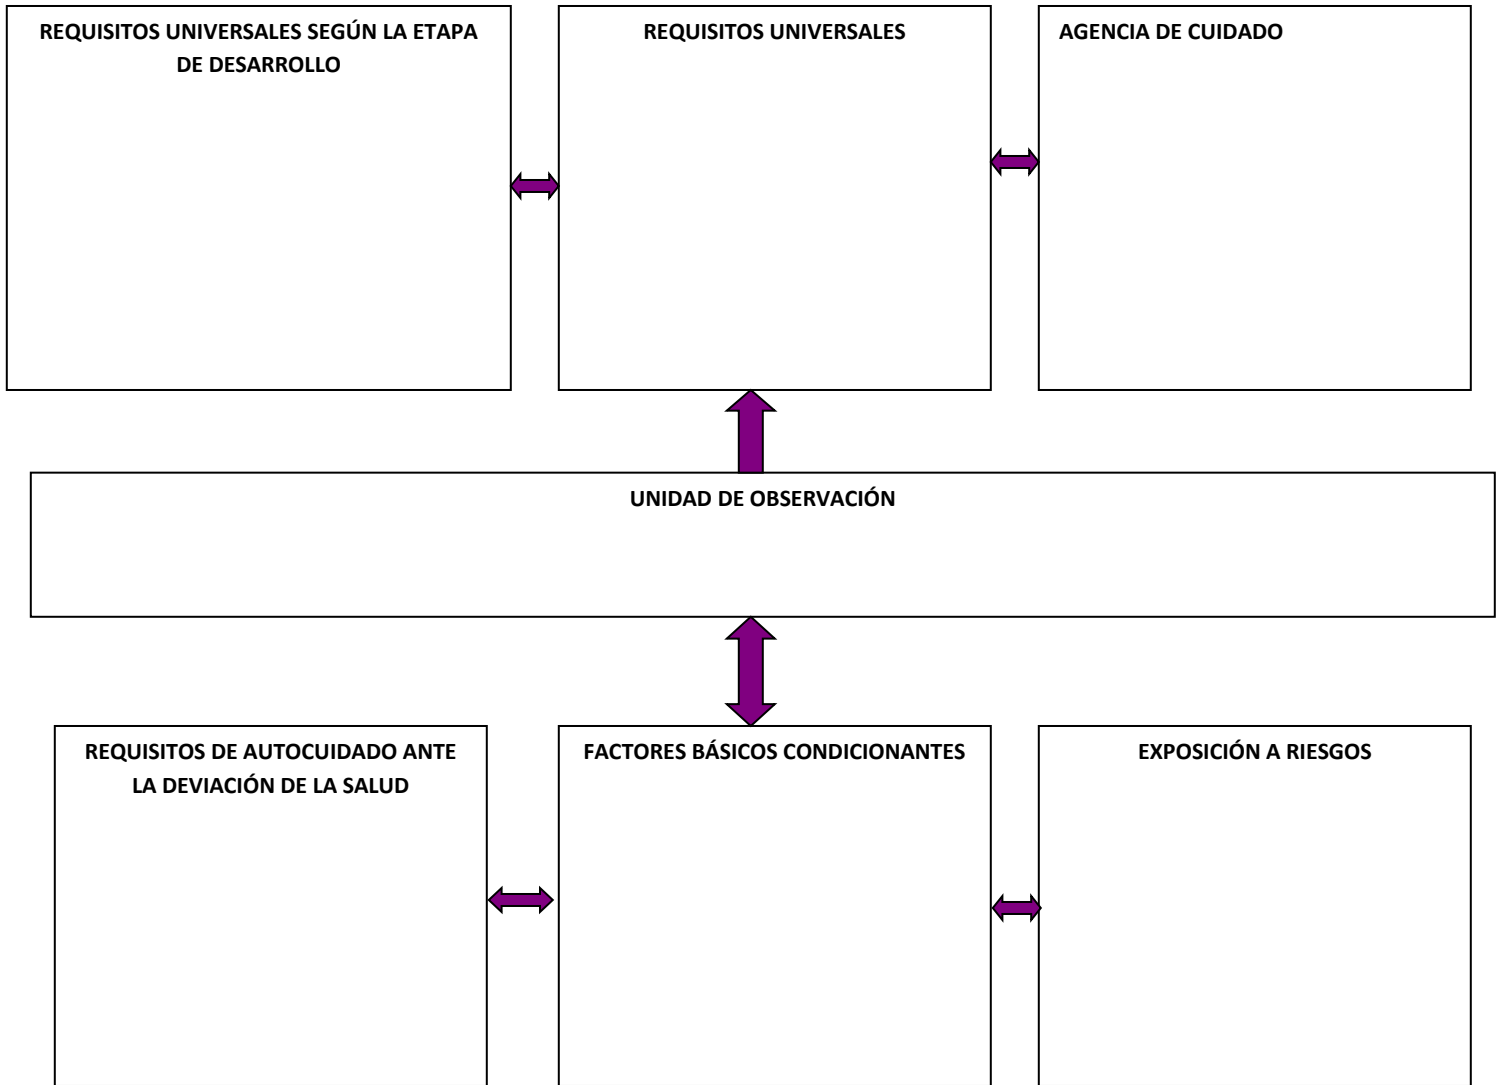 REQUISITOS UNIVERSALES SEGÚN LA ETAPA
DE DESARROLLO
REQUISITOS UNIVERSALES
AGENCIA DE CUIDADO
UNIDAD DE OBSERVACIÓN
REQUISITOS DE AUTOCUIDADO ANTE
LA DEVIACIÓN DE LA SALUD
FACTORES BÁSICOS CONDICIONANTES
EXPOSICIÓN A RIESGOS